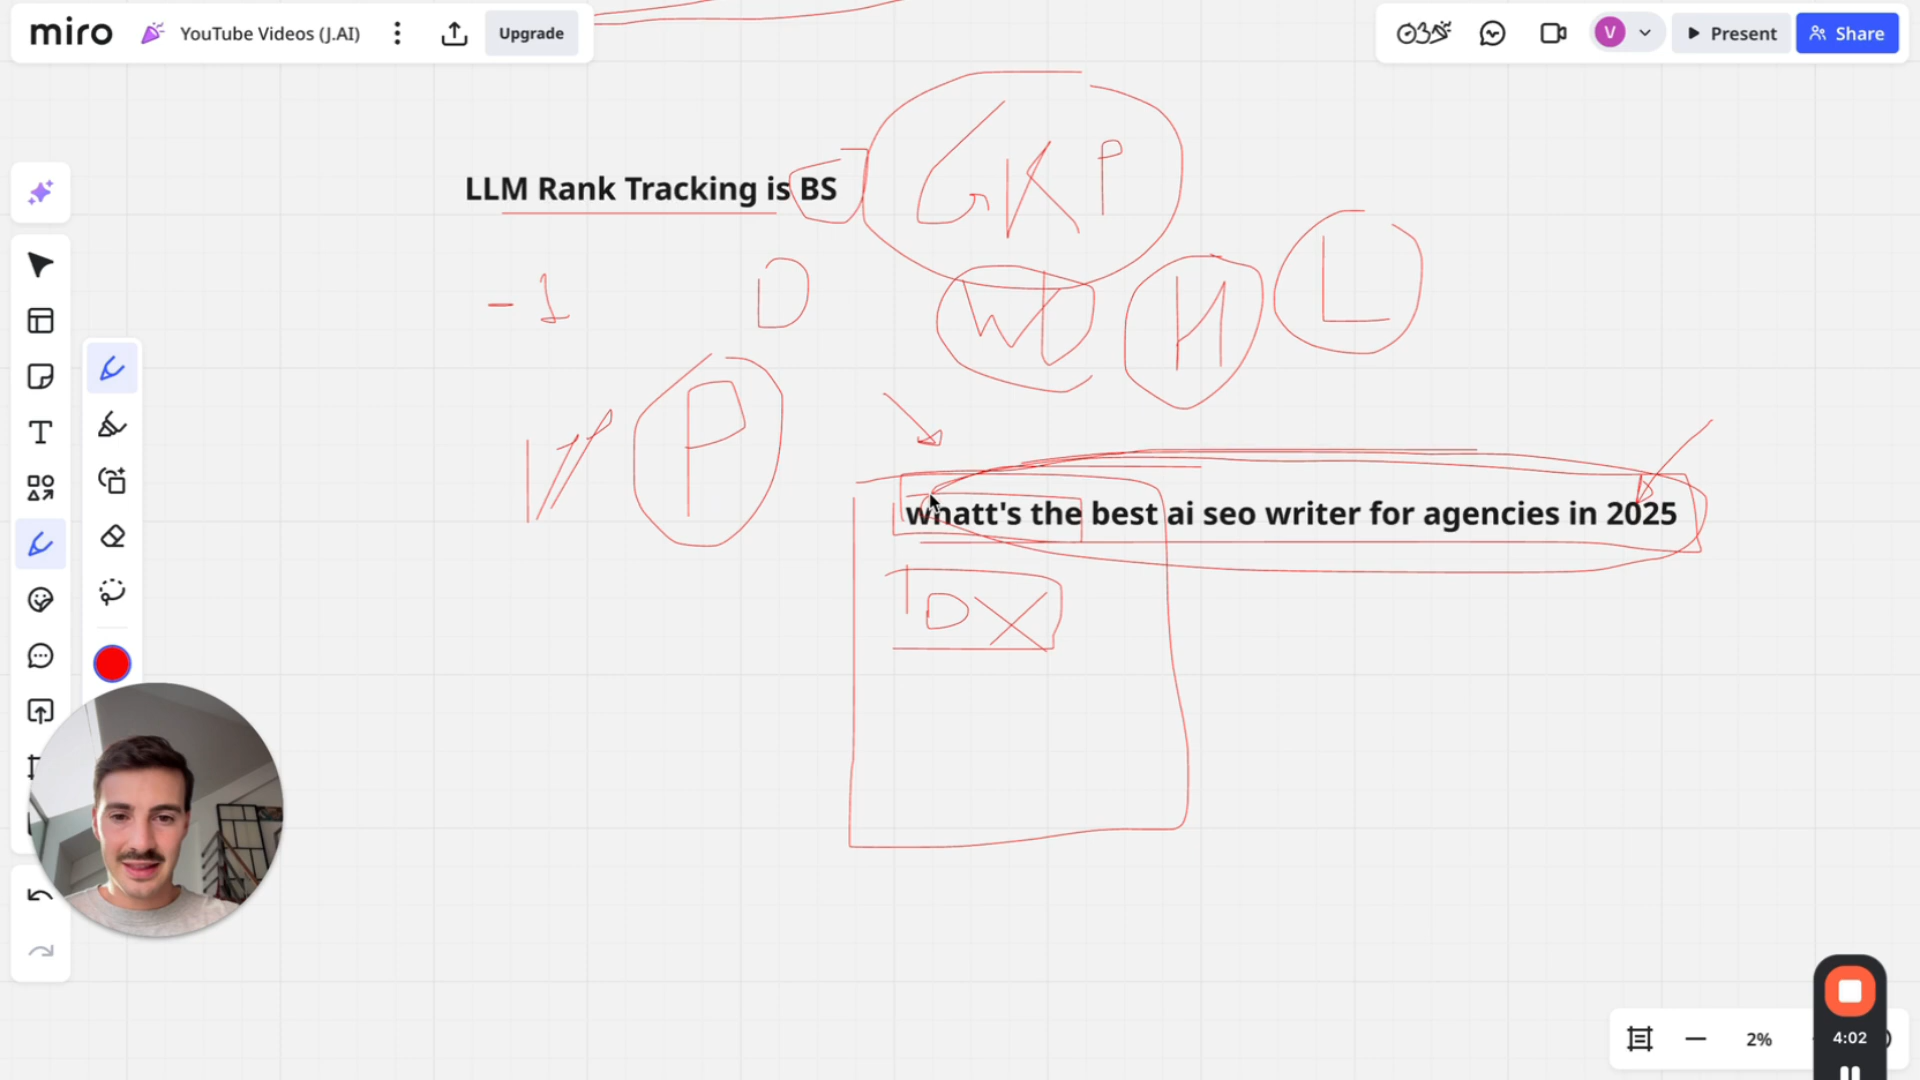 miro
YouTube Videos (J.AI)
Upgrade
V
Present
Share
GKP
LLM Rank Tracking is BS
L
- 1
D
H
P
whatt's the best ai seo writer for agencies in 2025
DX
T
2%
4:02